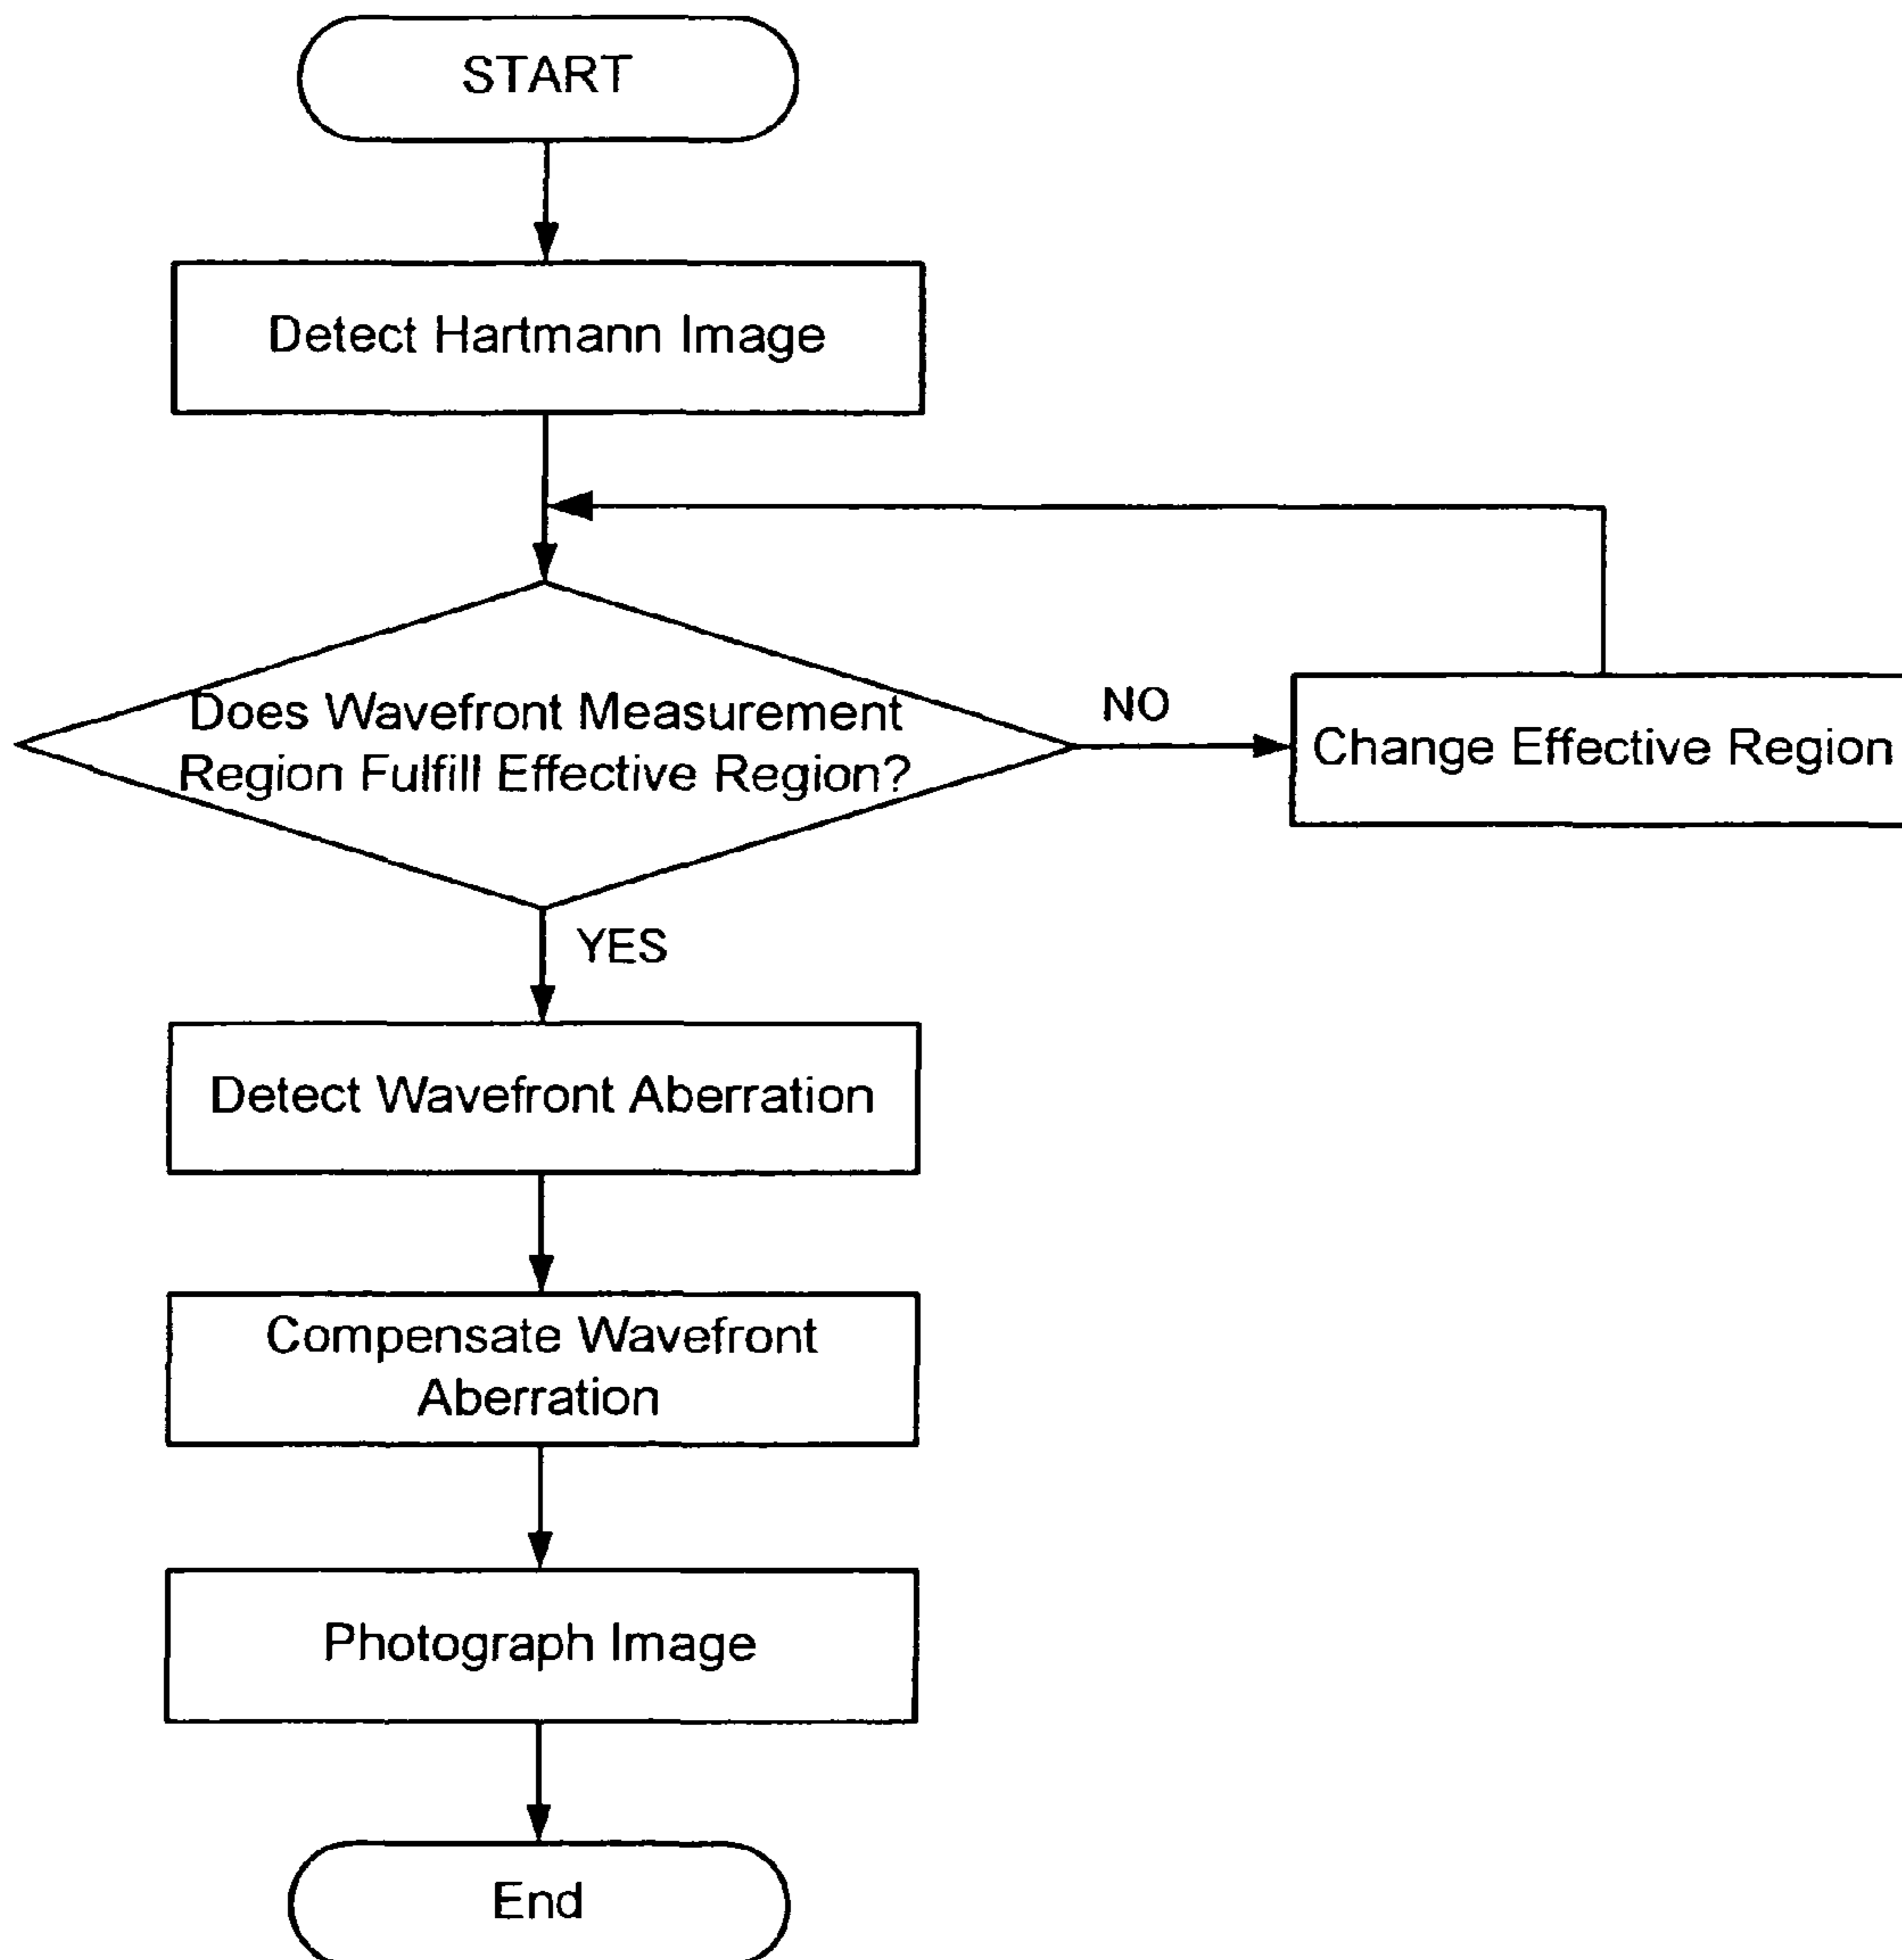 START
Detect Hartmann Image
Does Wavefront Measurement
Region Fulfill Effective Region?
NO
Change Effective Region
YES
Detect Wavefront Aberration
Compensate Wavefront
Aberration
Photograph Image
End